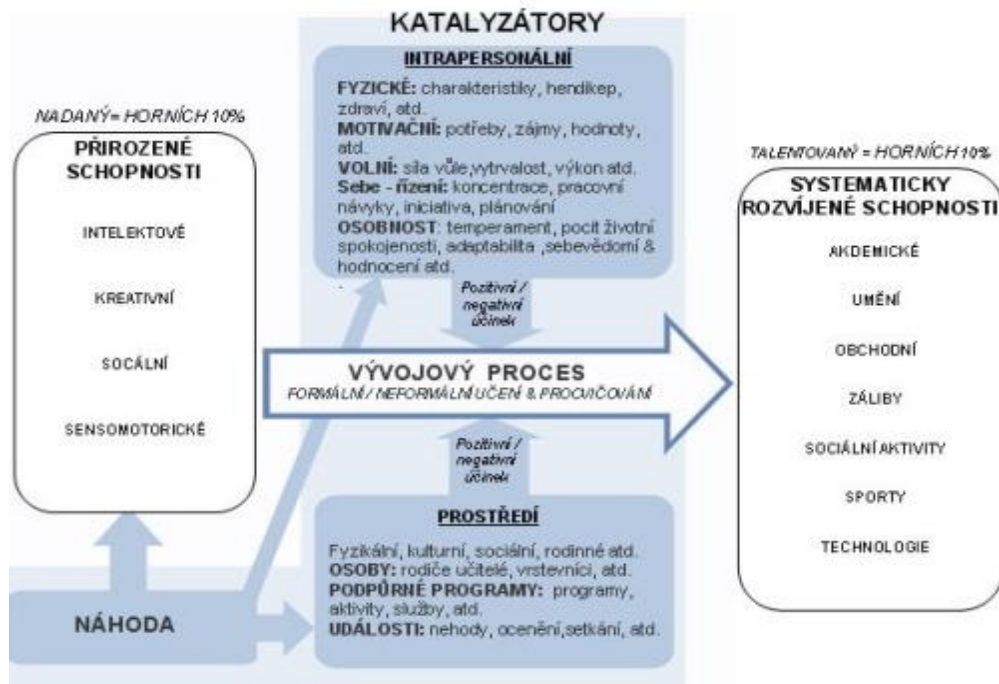 KATALYZÁTORY
INTRAPERSONÁLNÍ
FYZICKÉ: charakteristiky, hendikep,
zdraví, atd.
MOTIVAČNÍ: potřeby, zájmy, hodnoty,
atd.
VOLNÍ: síla vůle,vytrvalost, výkon atd.
Sebe - řízení: koncentrace, pracovní
návyky, iniciativa, plánování
OSOBNOST: temperament, pocit životní
spokojenosti, adaptabilita ,sebevědomí &
hodnocení atd.
.
NADANÝ= HORNÍCH 10%
PŘIROZENÉ
SCHOPNOSTI
INTELEKTOVÉ
KREATIVNÍ
SOCÁLNÍ
SENSOMOTORICKÉ
Pozitivní /
negativní
účinek
VÝVOJOVÝ PROCES
FORMÁLNÍ / NEFORMÁLNÍ UČENÍ & PROCVIČOVÁNÍ
Pozitivní /
negativní
účinek
PROSTŘEDÍ
Fyzikální, kulturní, sociální, rodinné atd.
OSOBY: rodiče učitelé, vrstevníci, atd.
PODPŮRNÉ PROGRAMY: programy,
aktivity, služby, atd.
UDÁLOSTI: nehody, ocenění,setkání, atd.
NÁHODA
TALENTOVANÝ = HORNÍCH 10%
SYSTEMATICKY
ROZVÍJENÉ SCHOPNOSTI
AKDEMICKÉ
UMĚNÍ
OBCHODNÍ
ZÁLIBY
SOCIÁLNÍ AKTIVITY
SPORTY
TECHNOLOGIE